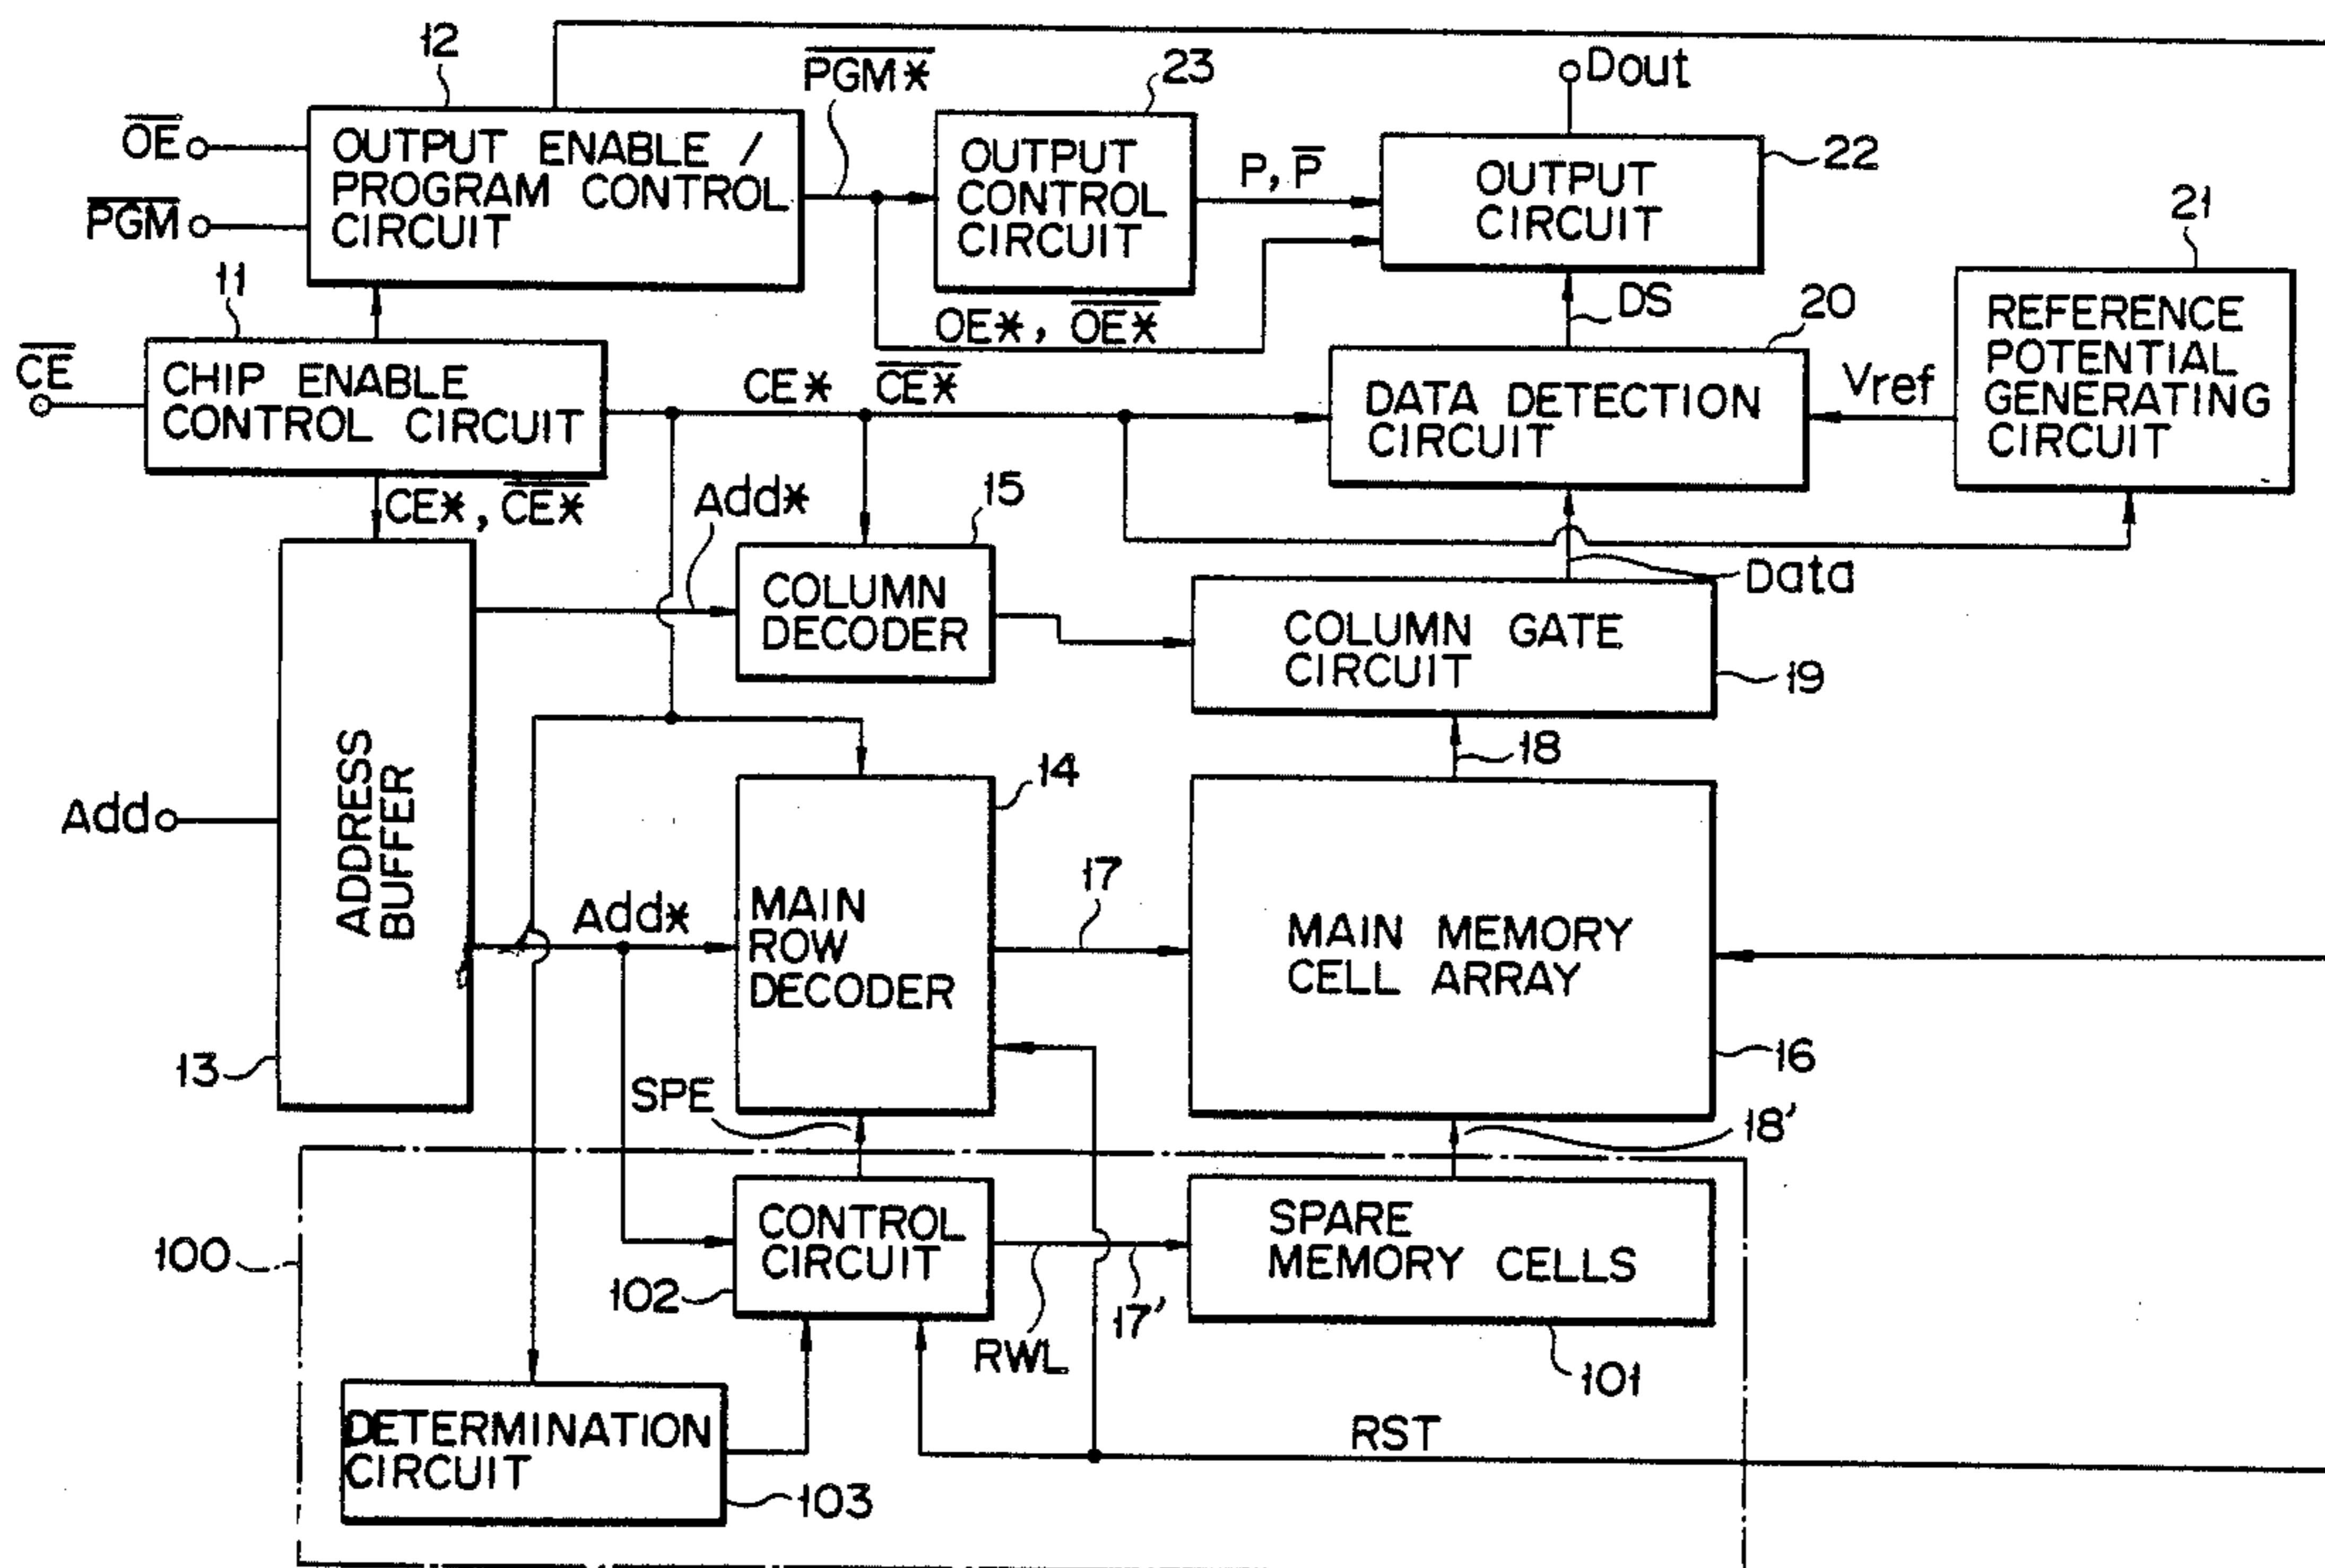 12
PGM*
23
Dout
OE
OUTPUT ENABLE /
PROGRAM CONTROL
CIRCUIT
PGM
OUTPUT
CONTROL
CIRCUIT
P, P
OUTPUT
CIRCUIT
22
21
11
OE*, OE*
DS
20
REFERENCE
POTENTIAL
GENERATING
CIRCUIT
CE
CHIP ENABLE
CONTROL CIRCUIT
CE* CE*
DATA DETECTION
CIRCUIT
Vref
CE*, CE*
Add*
15
Data
COLUMN
DECODER
COLUMN GATE
CIRCUIT
19
18
14
Add
ADDRESS
BUFFER
Add*
MAIN
ROW
DECODER
17
MAIN MEMORY
CELL ARRAY
13
16
SPE
18'
100
CONTROL
CIRCUIT
SPARE
MEMORY CELLS
102
17'
RWL
101
RST
DETERMINATION
CIRCUIT
103